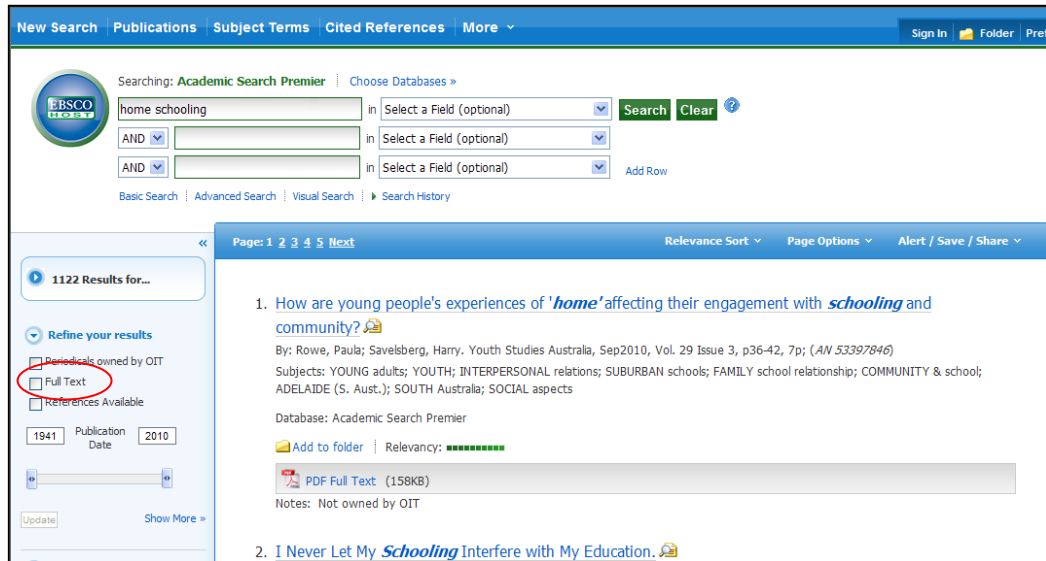 New Search Publications Subject Terms Cited References More
Sign In Folder Pref
Searching: Academic Search Premier Choose Databases »
EBSCO
HOST
home schooling in Select a Field (optional) Search Clear ?
AND in Select a Field (optional)
AND in Select a Field (optional) Add Row
Basic Search Advanced Search Visual Search Search History
«
Page: 1 2 3 4 5 Next Relevance Sort Page Options Alert / Save / Share
1122 Results for...
Refine your results
Periodicals owned by OIT
Full Text
References Available
1941 Publication Date 2010
Update Show More »
1. How are young people's experiences of 'home' affecting their engagement with schooling and
community?
By: Rowe, Paula; Savelsberg, Harry. Youth Studies Australia, Sep2010, Vol. 29 Issue 3, p36-42, 7p; (AN 53397846)
Subjects: YOUNG adults; YOUTH; INTERPERSONAL relations; SUBURBAN schools; FAMILY school relationship; COMMUNITY & school;
ADELAIDE (S. Aust.); SOUTH Australia; SOCIAL aspects
Database: Academic Search Premier
Add to folder Relevancy:
PDF Full Text (158KB)
Notes: Not owned by OIT
2. I Never Let My Schooling Interfere with My Education.